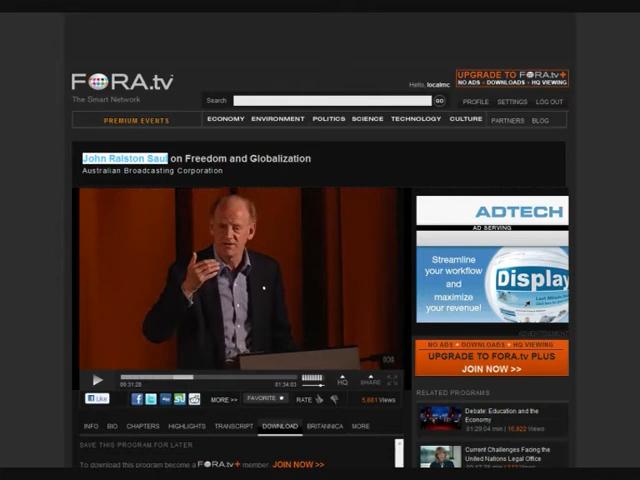 FORA.tv
The Smart Network
Hello, localmc
UPGRADE TO FORA.tv+
NO ADS • DOWNLOADS • HQ VIEWING
Search GO PROFILE SETTINGS LOG OUT
PREMIUM EVENTS ECONOMY ENVIRONMENT POLITICS SCIENCE TECHNOLOGY CULTURE PARTNERS BLOG
John Ralston Saul on Freedom and Globalization
Australian Broadcasting Corporation
ADTECH
AD SERVING
Streamline
your workflow
and
maximize
your revenue!
Display
ADVERTISEMENT
NO ADS • DOWNLOADS • HQ VIEWING
UPGRADE TO FORA.TV PLUS
JOIN NOW >>
00:31:28 01:34:03 HQ SHARE
Like MORE >> FAVORITE RATE 5,681 Views
INFO BIO CHAPTERS HIGHLIGHTS TRANSCRIPT DOWNLOAD BRITANNICA MORE
SAVE THIS PROGRAM FOR LATER
To download this program become a FORA.tv+ member. JOIN NOW >>
RELATED PROGRAMS
Debate: Education and the
Economy
01:29:04 min | 16,922 Views
Current Challenges Facing the
United Nations Legal Office